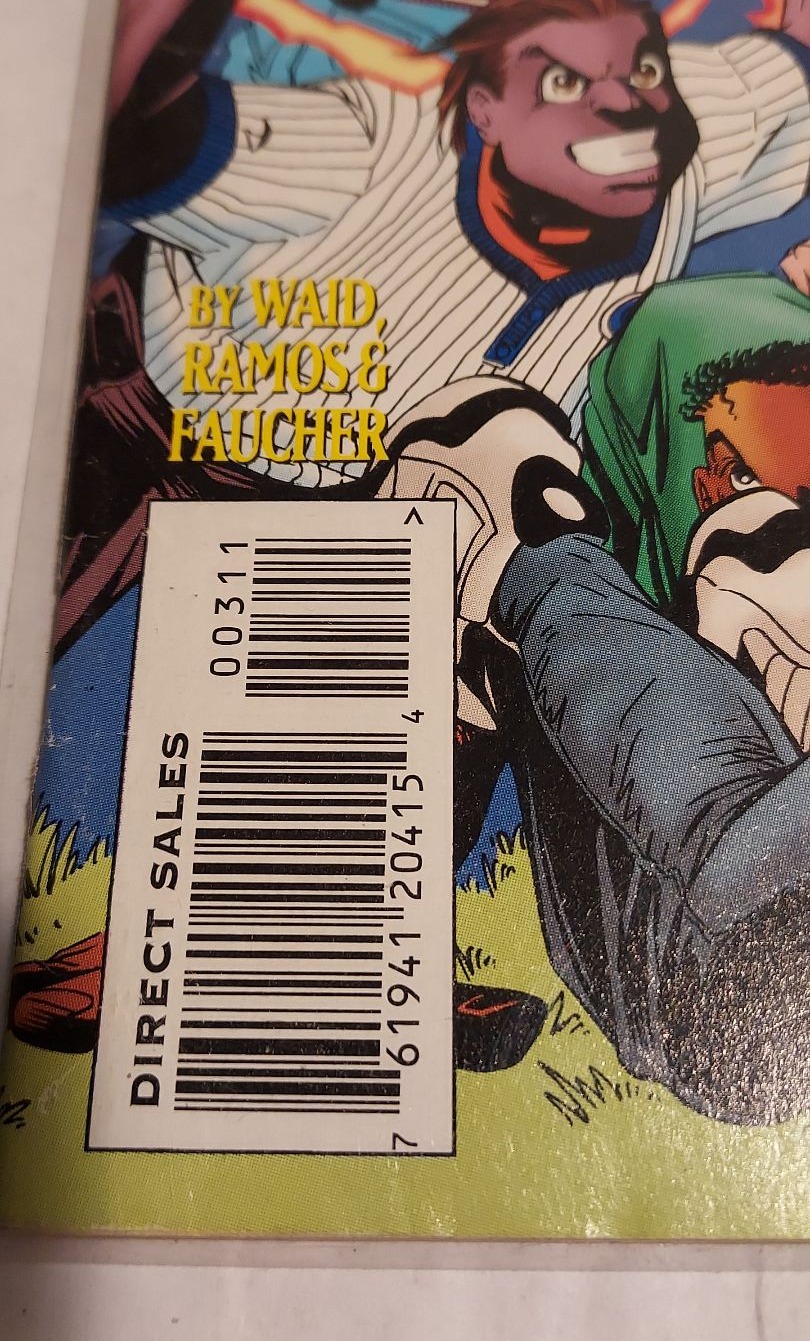 BY WAID,
RAMOS &
FAUCHER
DIRECT SALES
7 61941 20415 4
00311
>